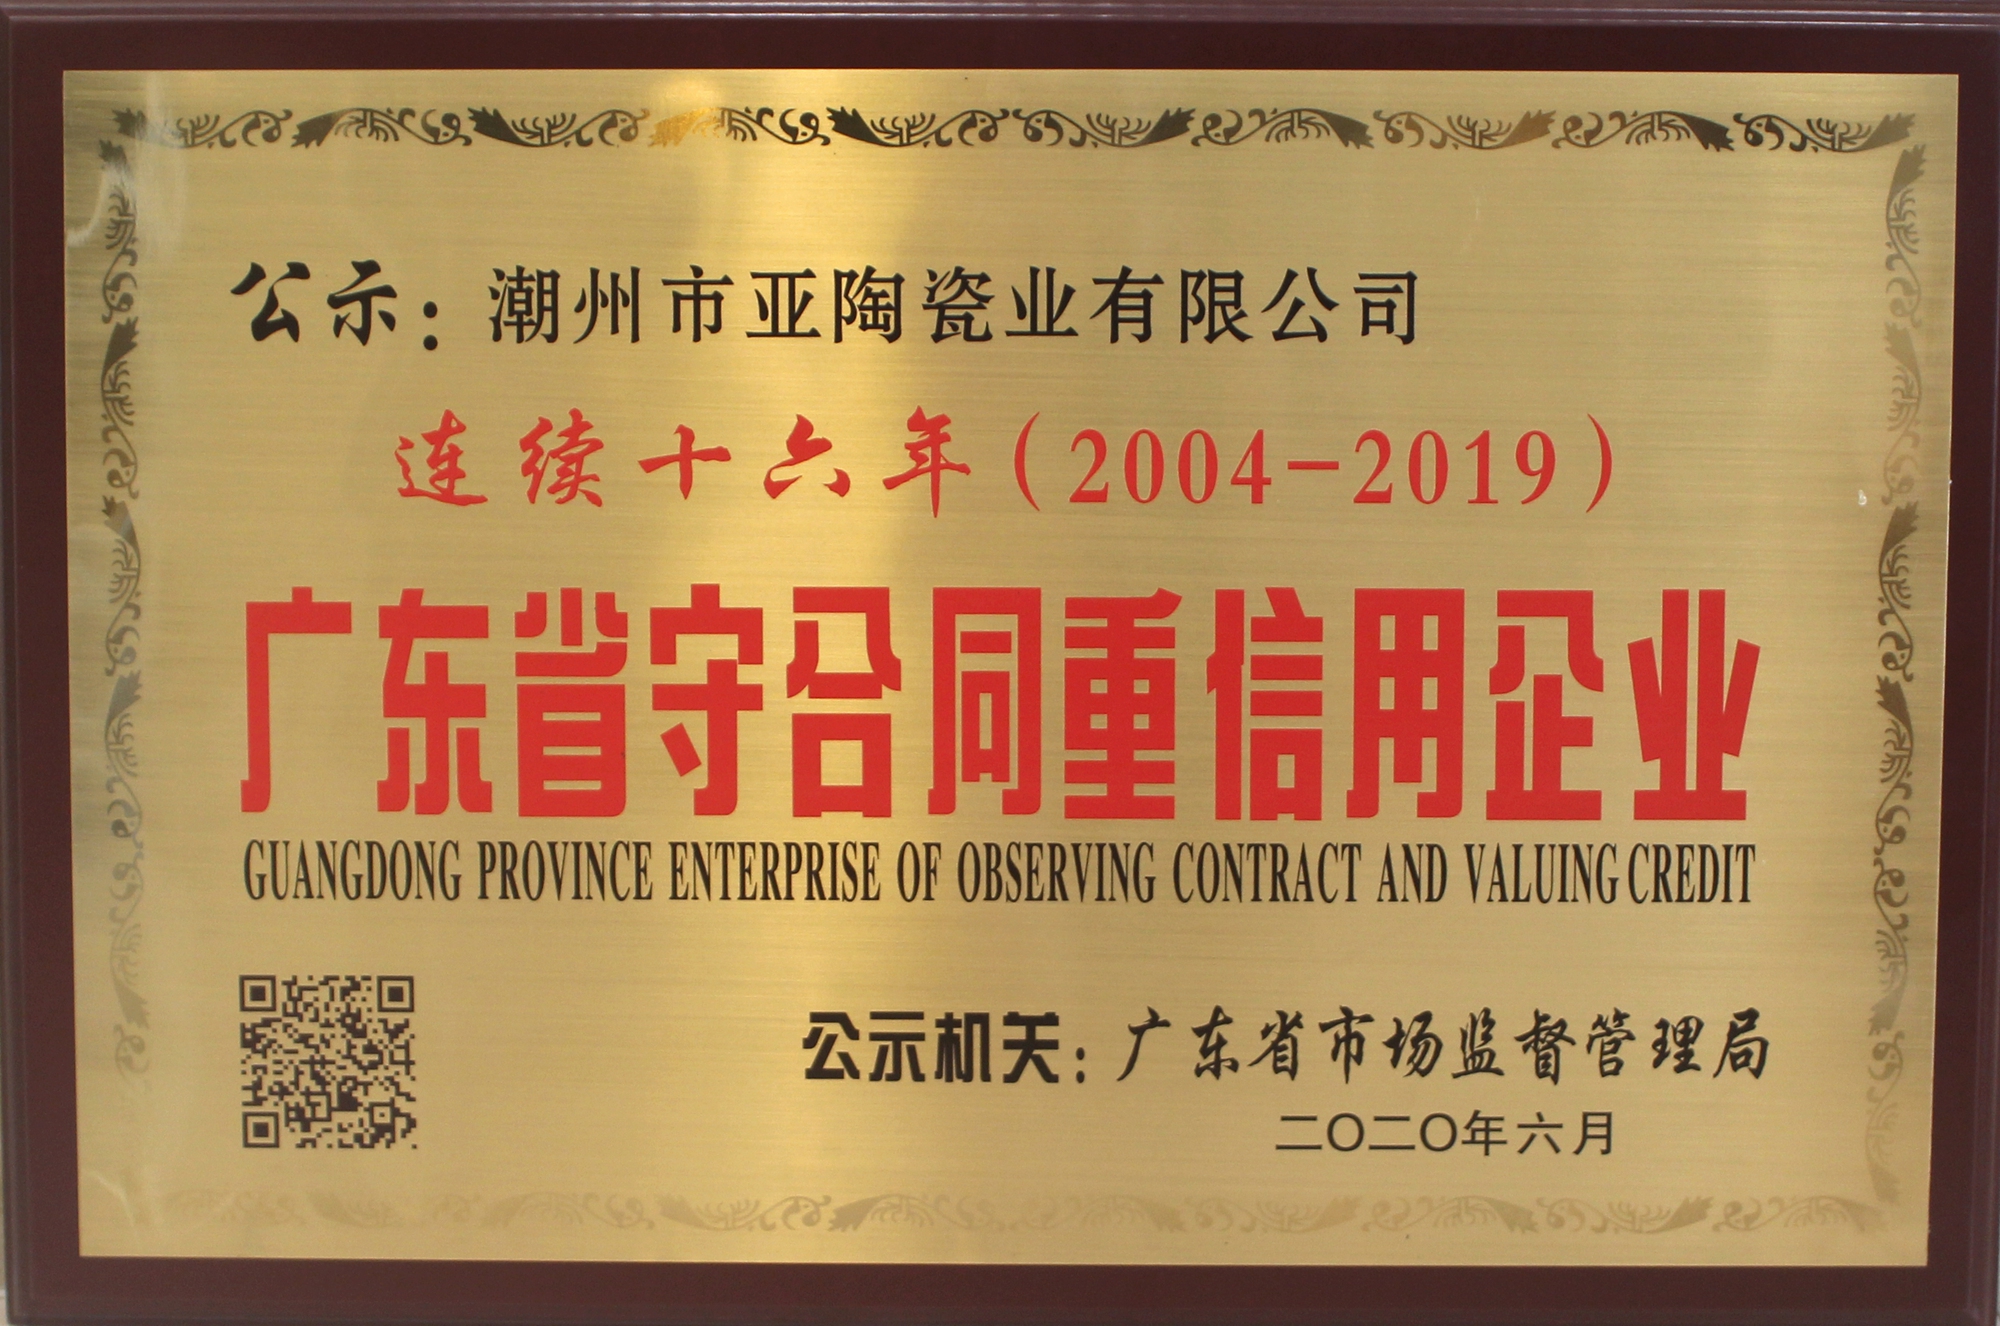 公示：潮州市亚陶瓷业有限公司
连续十六年（2004-2019）
广东省守合同重信用企业
GUANGDONG PROVINCE ENTERPRISE OF OBSERVING CONTRACT AND VALUING CREDIT
公示机关：广东省市场监督管理局
二〇二〇年六月